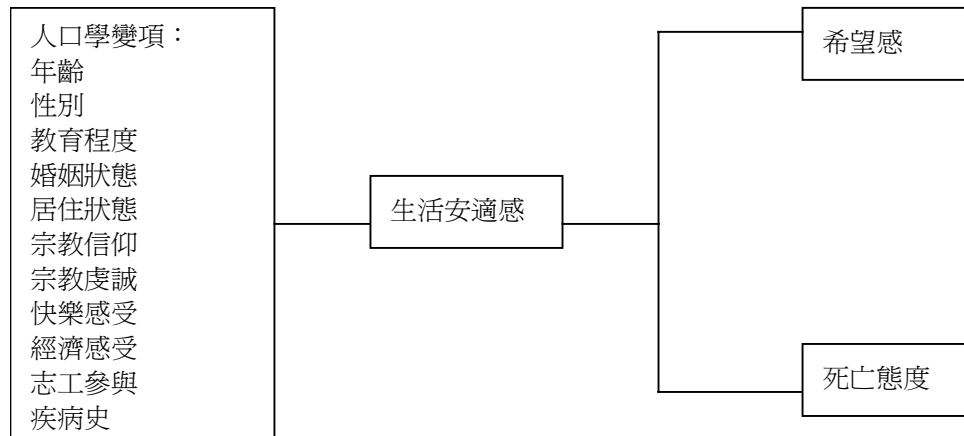 人口學變項：
年齡
性別
教育程度
婚姻狀態
居住狀態
宗教信仰
宗教虔誠
快樂感受
經濟感受
志工參與
疾病史
生活安適感
希望感
死亡態度